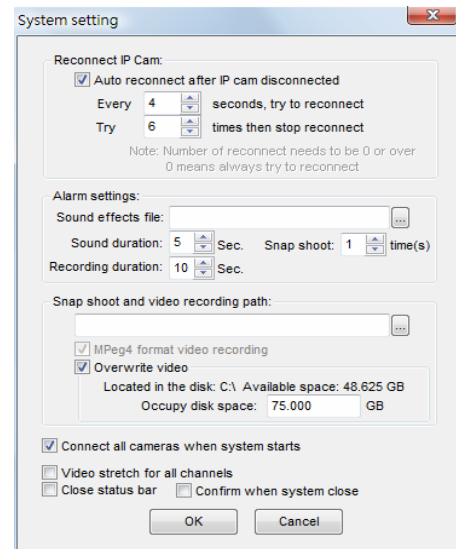 System setting
Reconnect IP Cam:
Auto reconnect after IP cam disconnected
Every 4 seconds, try to reconnect
Try 6 times then stop reconnect
Note: Number of reconnect needs to be 0 or over
0 means always try to reconnect
Alarm settings:
Sound effects file: ...
Sound duration: 5 Sec. Snap shoot: 1 time(s)
Recording duration: 10 Sec.
Snap shoot and video recording path:
...
MPeg4 format video recording
Overwrite video
Located in the disk: C:\ Available space: 48.625 GB
Occupy disk space: 75.000 GB
Connect all cameras when system starts
Video stretch for all channels
Close status bar Confirm when system close
OK Cancel